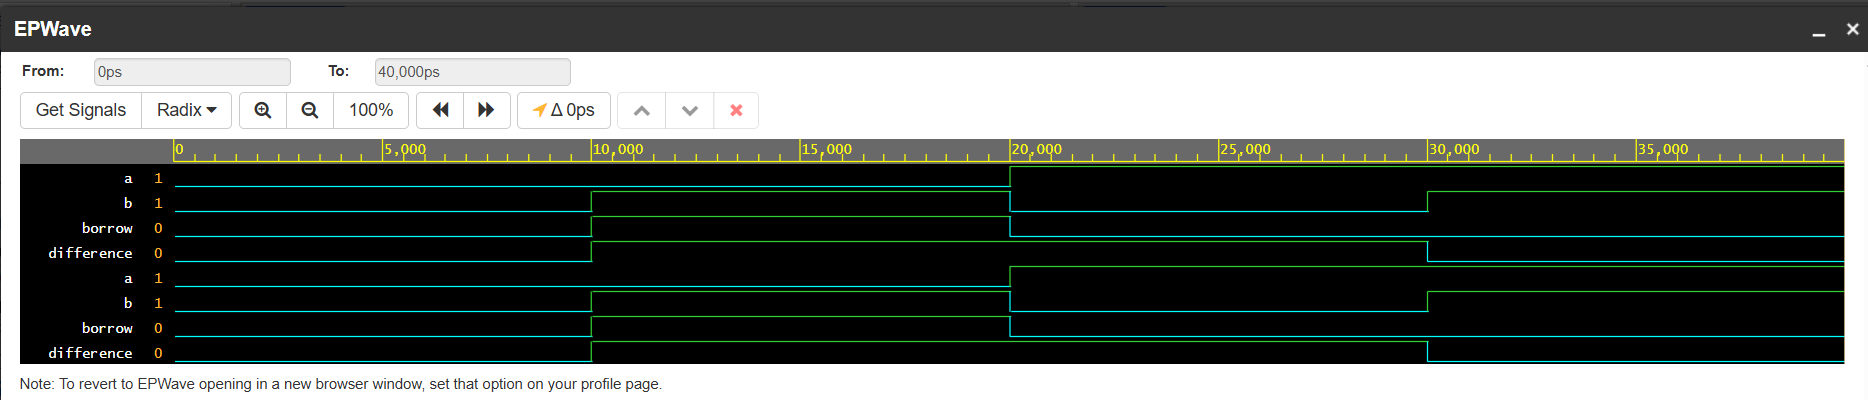 EPWave
From: 0ps To: 40,000ps
Get Signals Radix 100% Δ 0ps
0 5,000 10,000 15,000 20,000 25,000 30,000 35,000
a 1
b 1
borrow 0
difference 0
a 1
b 1
borrow 0
difference 0
Note: To revert to EPWave opening in a new browser window, set that option on your profile page.